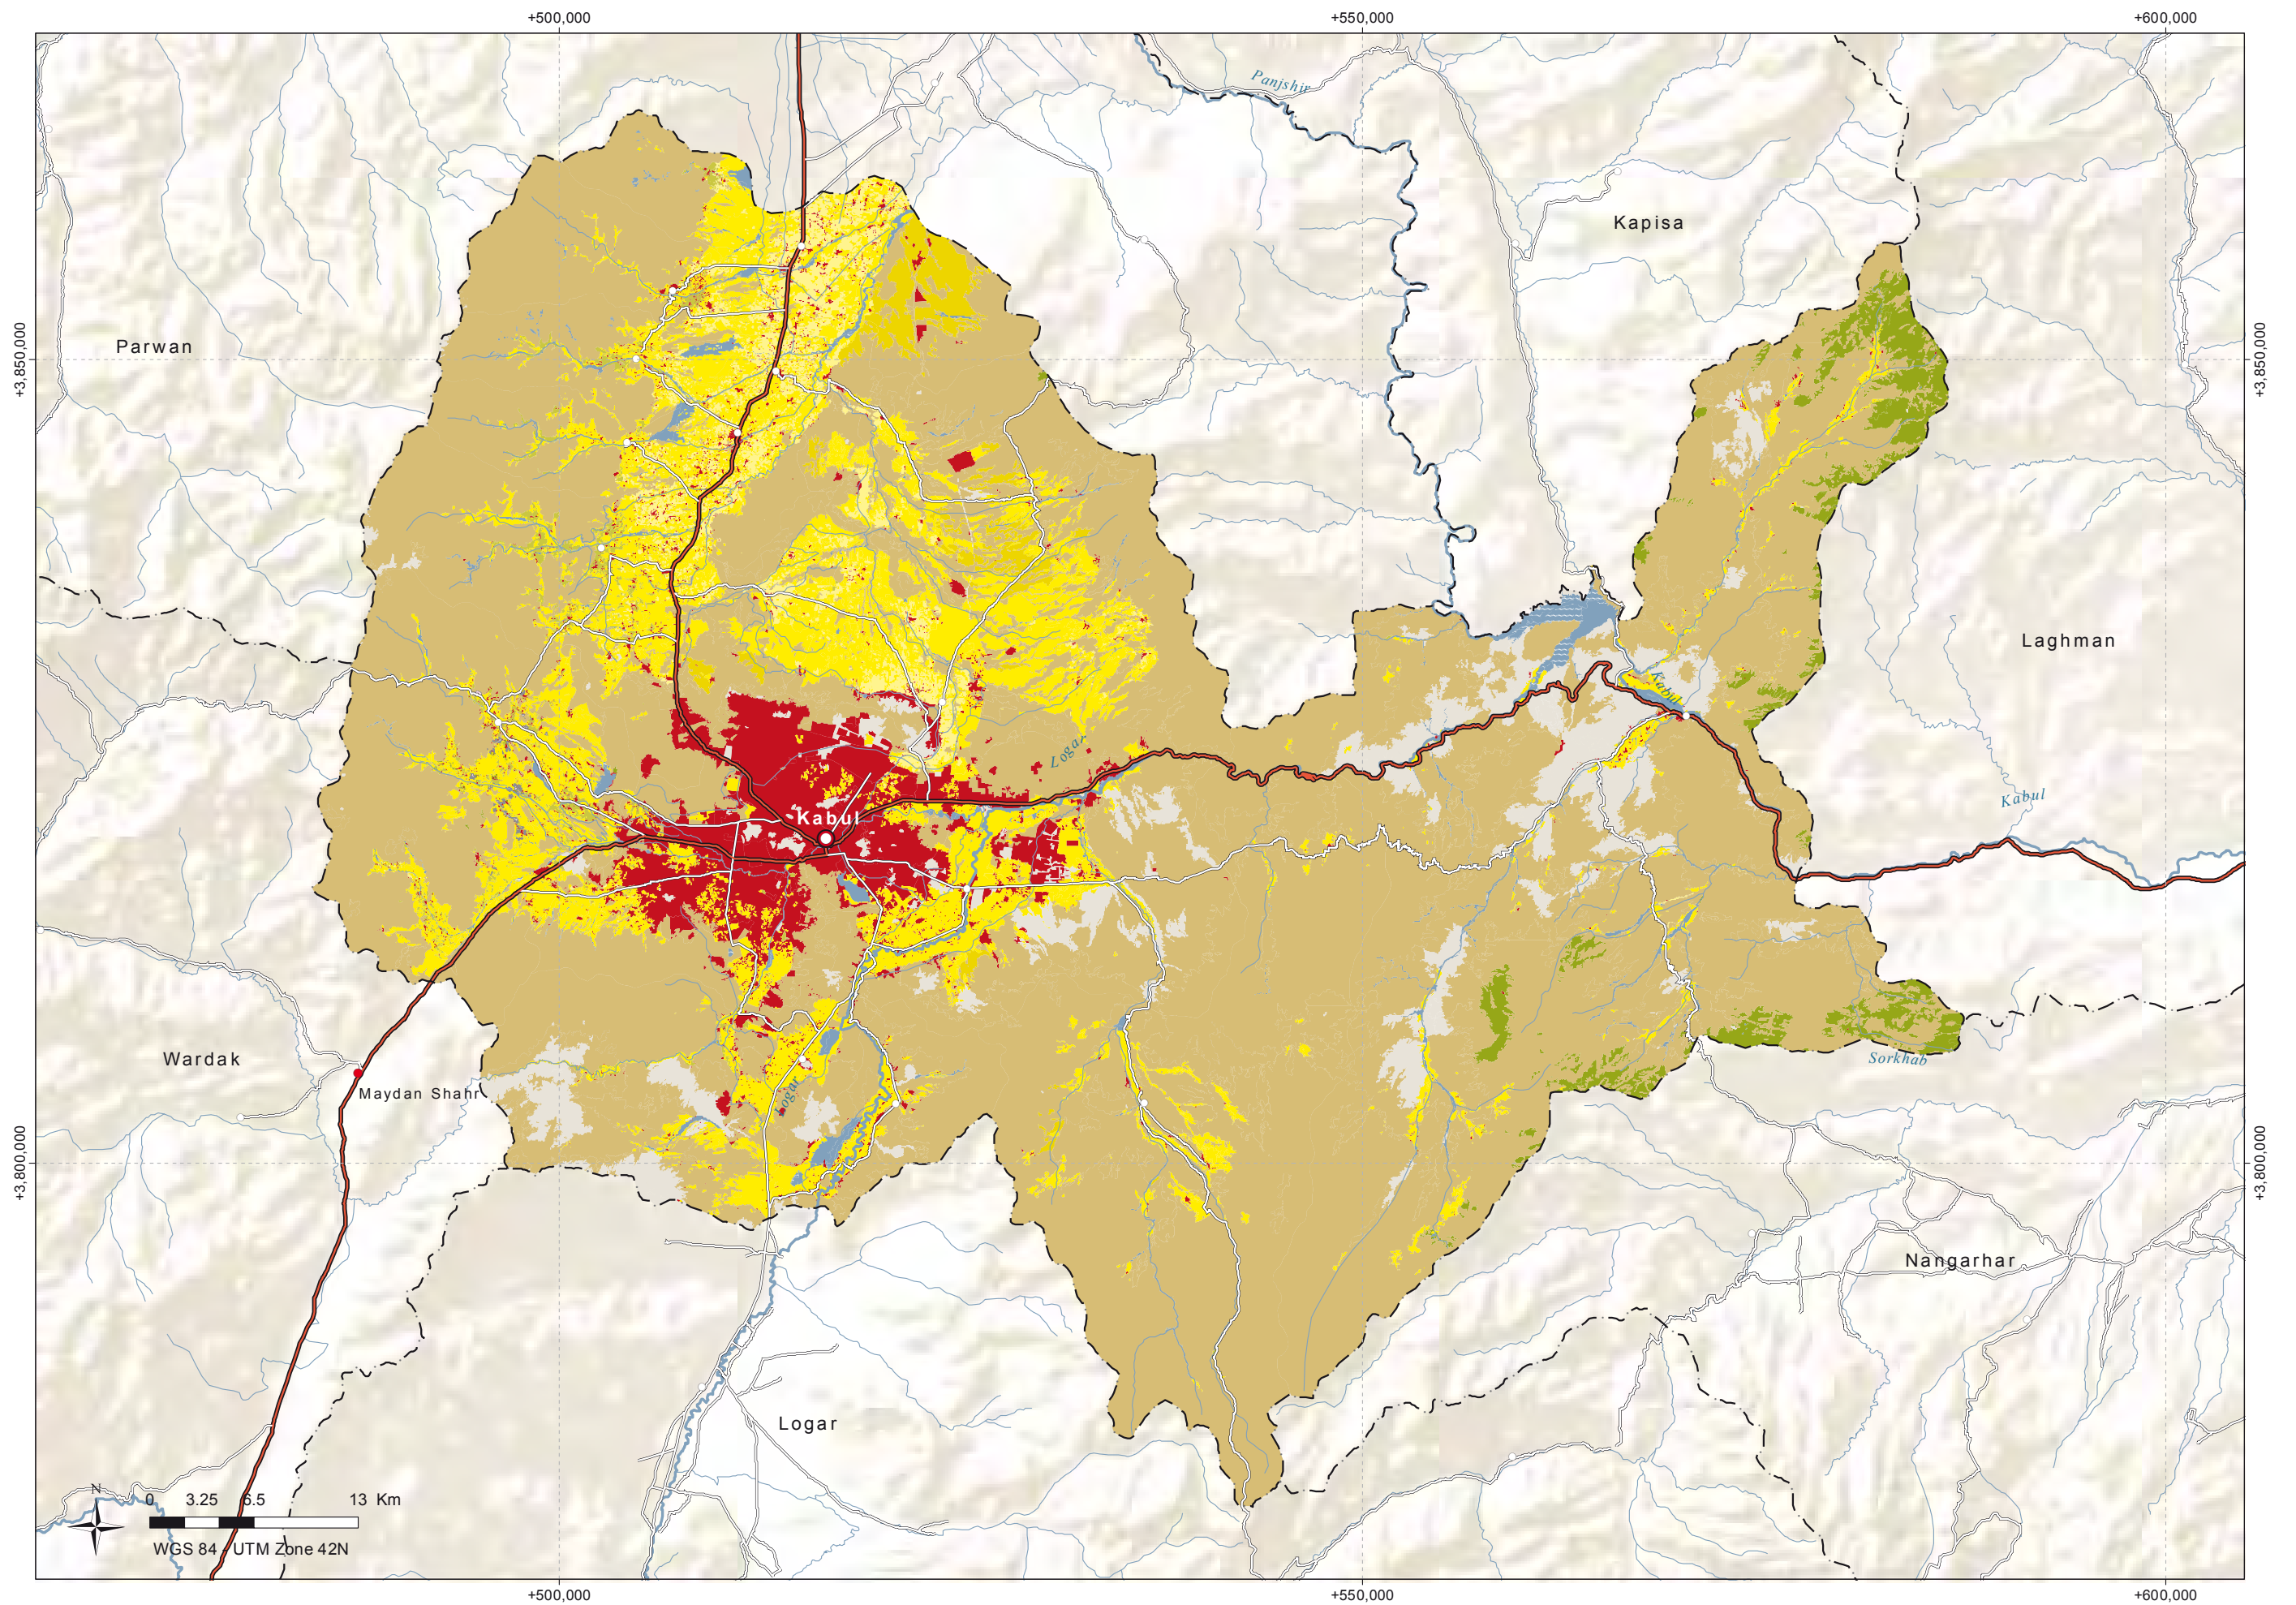 +500,000
+550,000
+600,000
Panjshir
Kapisa
+3,850,000
+3,850,000
Parwan
Laghman
Kabul
Logar
Kabul
Kabul
Wardak
Maydan Shahr
Sorkhab
Logar
+3,800,000
+3,800,000
Nangarhar
Logar
N
0 3.25 6.5 13 Km
WGS 84 - UTM Zone 42N
+500,000
+550,000
+600,000